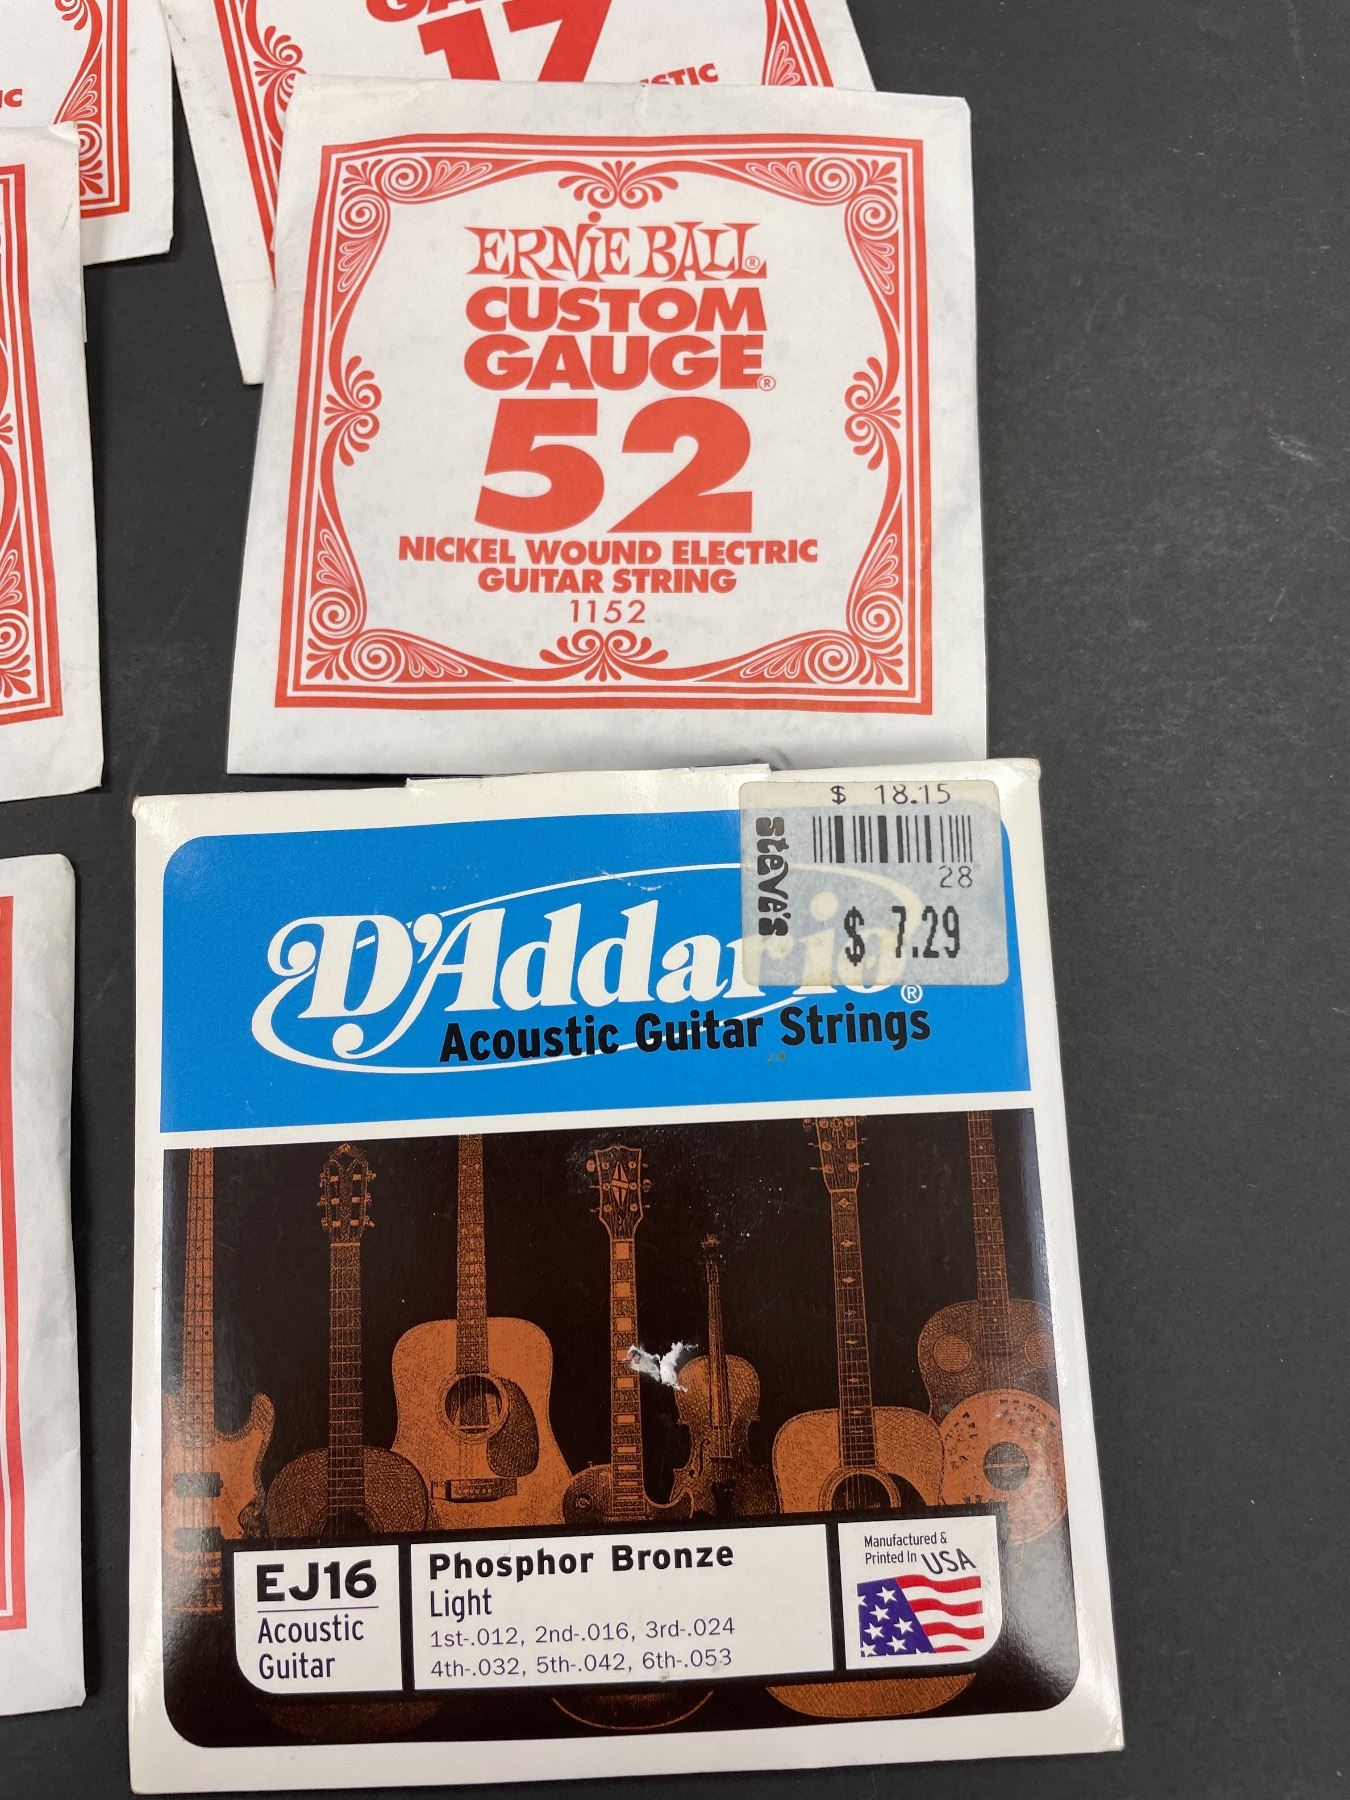 17
IC
ERNIE BALL®
CUSTOM
GAUGE®
52
NICKEL WOUND ELECTRIC
GUITAR STRING
1152
$ 18.15
steve's
28
$ 7.29
D'Addario®
Acoustic Guitar Strings
EJ16
Acoustic
Guitar
Phosphor Bronze
Light
1st-.012, 2nd-.016, 3rd-.024
4th-.032, 5th-.042, 6th-.053
Manufactured &
Printed In USA